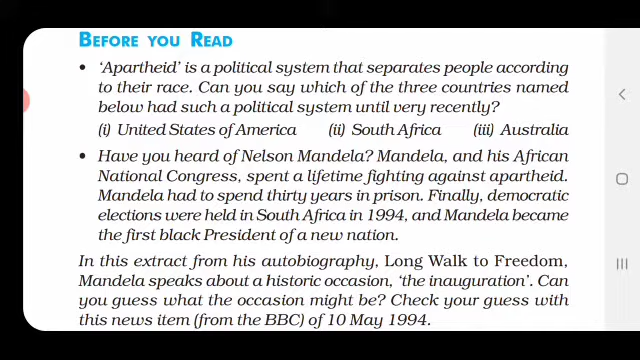 BEFORE YOU READ
• ‘Apartheid’ is a political system that separates people according
to their race. Can you say which of the three countries named
below had such a political system until very recently?
(i) United States of America (ii) South Africa (iii) Australia
• Have you heard of Nelson Mandela? Mandela, and his African
National Congress, spent a lifetime fighting against apartheid.
Mandela had to spend thirty years in prison. Finally, democratic
elections were held in South Africa in 1994, and Mandela became
the first black President of a new nation.
In this extract from his autobiography, Long Walk to Freedom,
Mandela speaks about a historic occasion, ‘the inauguration’. Can
you guess what the occasion might be? Check your guess with
this news item (from the BBC) of 10 May 1994.